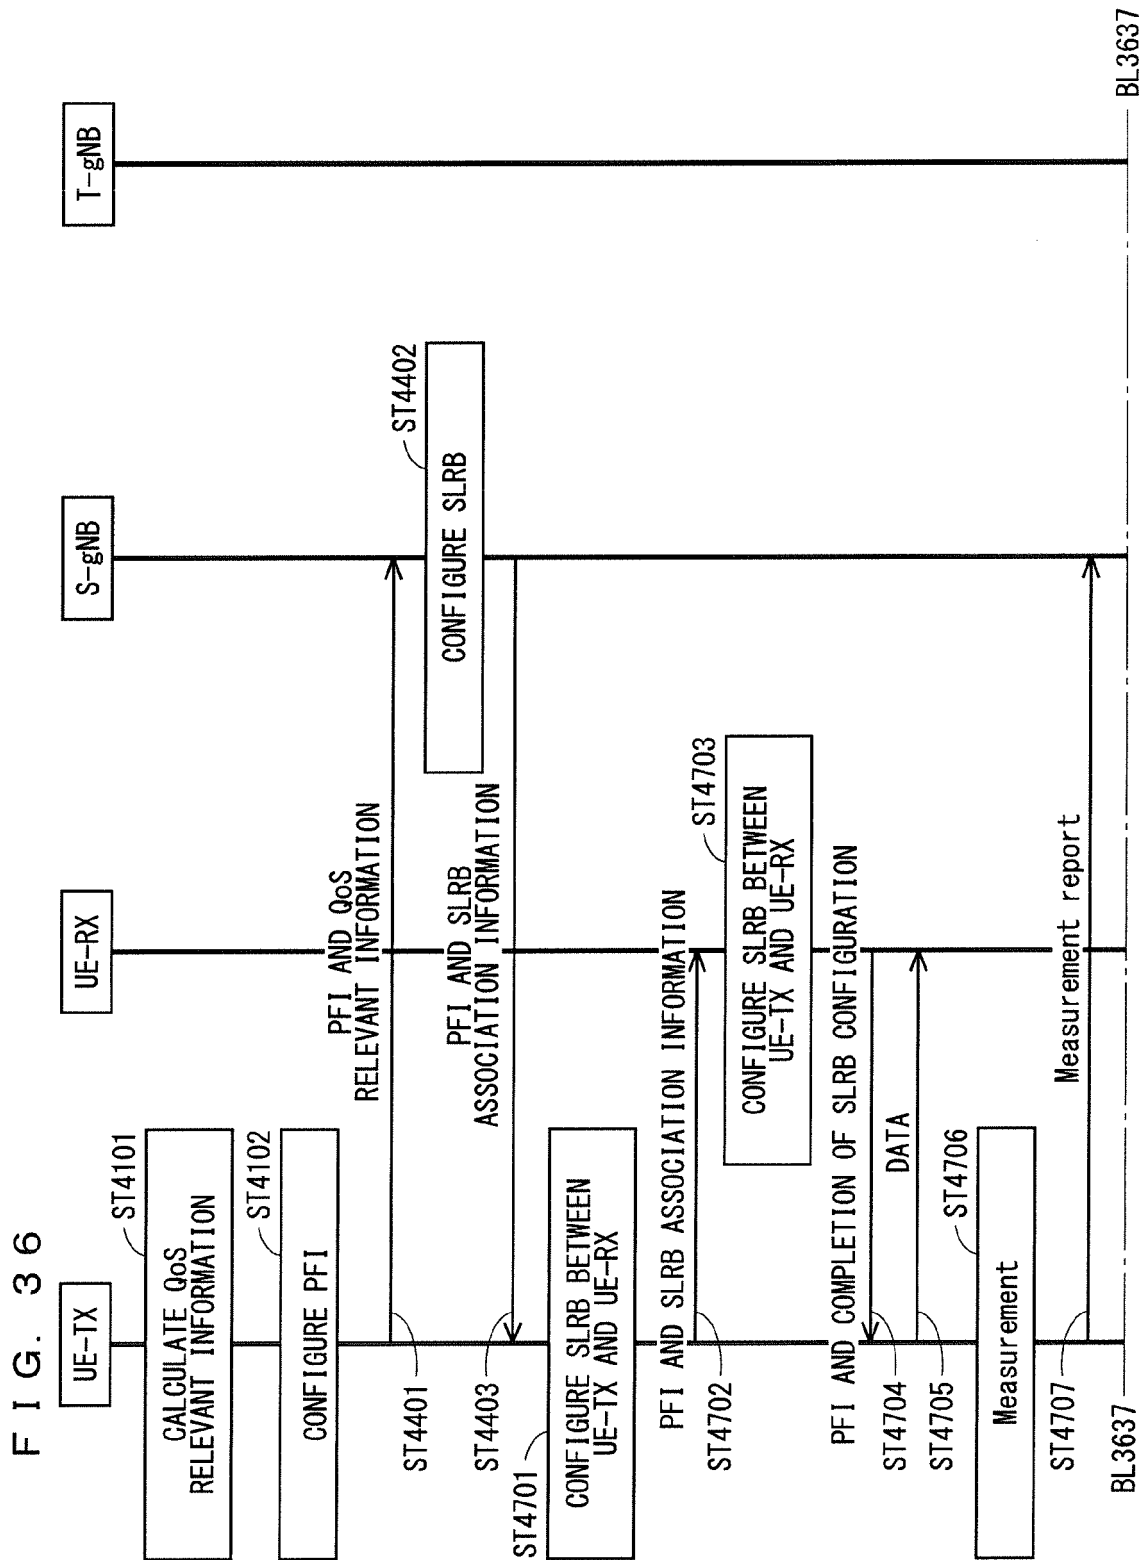 FIG. 36
UE-TX
UE-RX
S-gNB
T-gNB
ST4101
CALCULATE QoS
RELEVANT INFORMATION
ST4102
CONFIGURE PFI
PFI AND QoS
RELEVANT INFORMATION
ST4401
ST4402
CONFIGURE SLRB
PFI AND SLRB
ASSOCIATION INFORMATION
ST4403
ST4701
CONFIGURE SLRB BETWEEN
UE-TX AND UE-RX
PFI AND SLRB ASSOCIATION INFORMATION
ST4702
ST4703
CONFIGURE SLRB BETWEEN
UE-TX AND UE-RX
PFI AND COMPLETION OF SLRB CONFIGURATION
ST4704
DATA
ST4705
ST4706
Measurement
Measurement report
ST4707
BL3637
BL3637